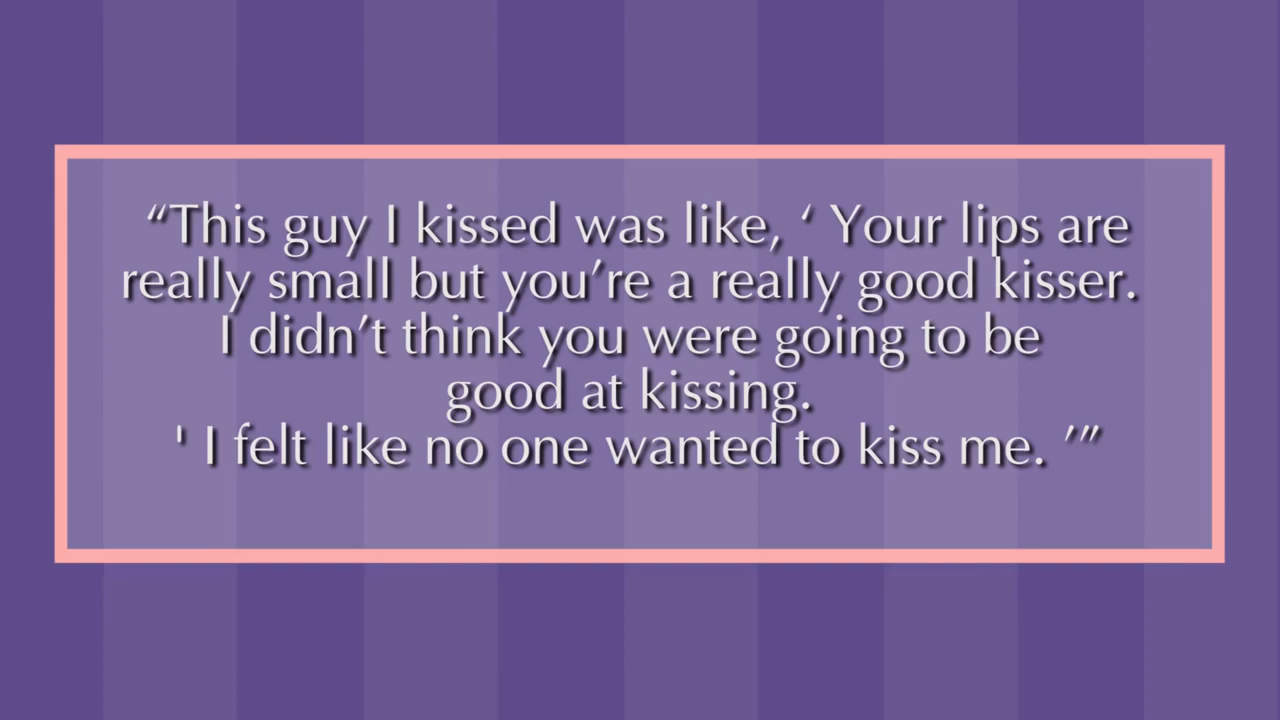 “This guy I kissed was like, ‘ Your lips are
really small but you’re a really good kisser.
I didn’t think you were going to be
good at kissing.
' I felt like no one wanted to kiss me. ’”